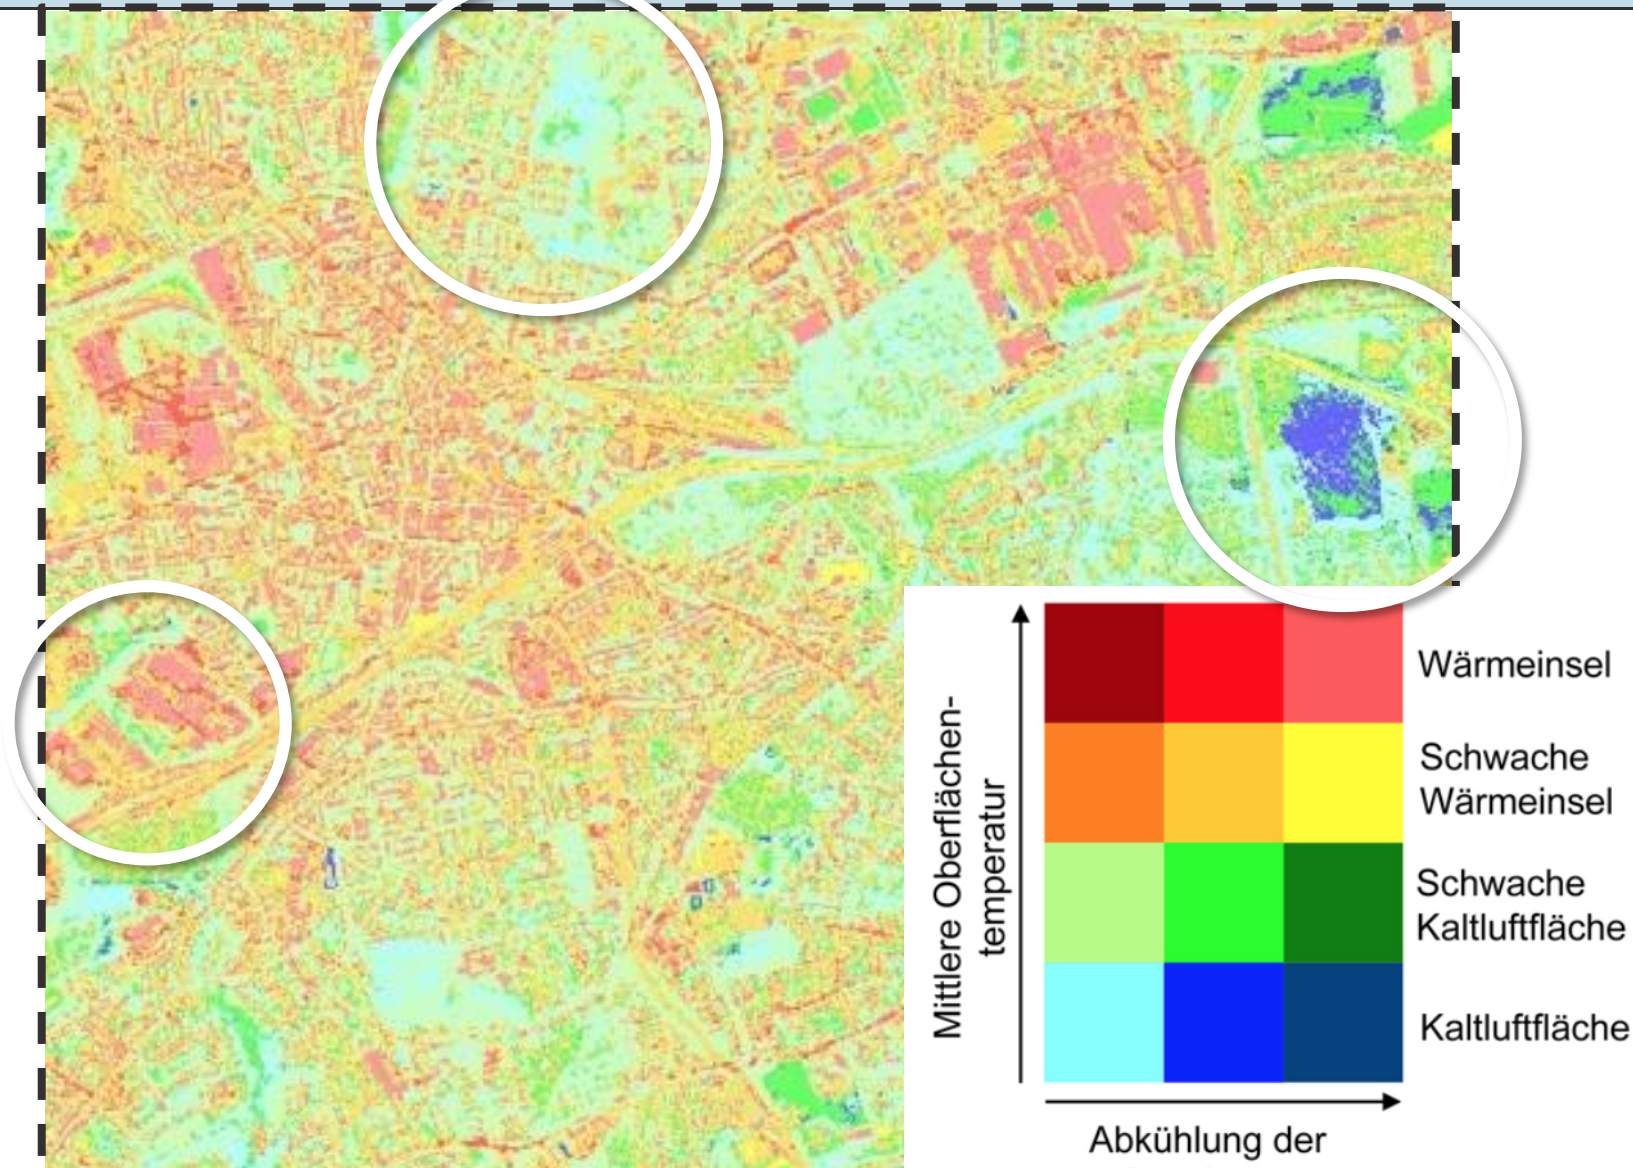 Mittlere Oberflächen-
temperatur
Wärmeinsel
Schwache
Wärmeinsel
Schwache
Kaltluftfläche
Kaltluftfläche
Abkühlung der